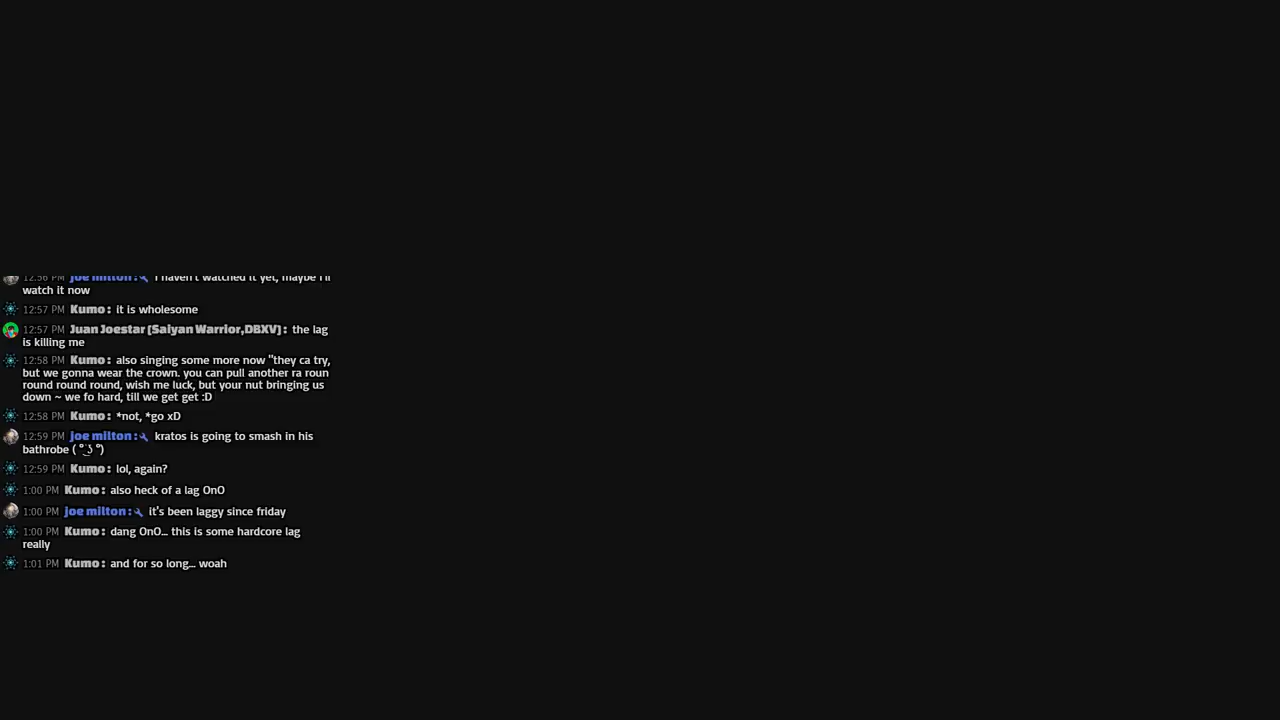 12:56 PM joe milton: I haven't watched it yet, maybe I'll
watch it now
12:57 PM Kumo: it is wholesome
12:57 PM Juan Joestar (Saiyan Warrior,DBXV): the lag
is killing me
12:58 PM Kumo: also singing some more now "they ca try,
but we gonna wear the crown. you can pull another ra roun
round round round, wish me luck, but your nut bringing us
down ~ we fo hard, till we get get :D
12:58 PM Kumo: *not, *go xD
12:59 PM joe milton: kratos is going to smash in his
bathrobe ( ͡° ͜ʖ ͡°)
12:59 PM Kumo: lol, again?
1:00 PM Kumo: also heck of a lag OnO
1:00 PM joe milton: it's been laggy since friday
1:00 PM Kumo: dang OnO... this is some hardcore lag
really
1:01 PM Kumo: and for so long... woah